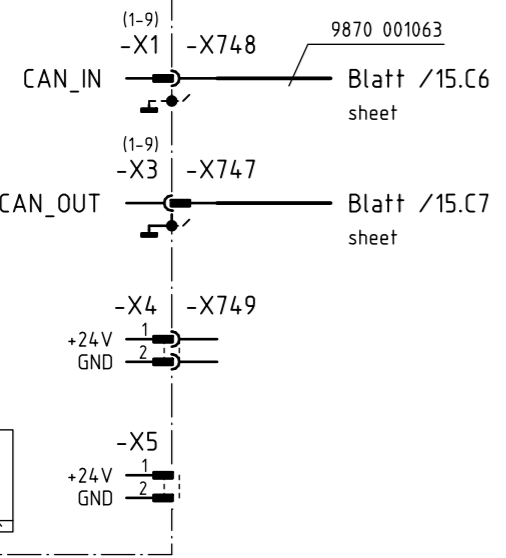 (1-9)
9870 001063
-X1 -X748
CAN_IN Blatt /15.C6
sheet
(1-9)
-X3 -X747
CAN_OUT Blatt /15.C7
sheet
-X4 -X749
+24V 1
GND 2
-X5
+24V 1
GND 2